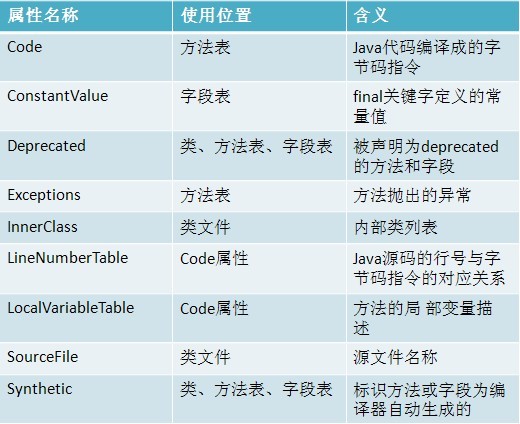 属性名称 使用位置 含义
Code 方法表 Java代码编译成的字
节码指令
ConstantValue 字段表 final关键字定义的常
量值
Deprecated 类、方法表、字段表 被声明为deprecated
的方法和字段
Exceptions 方法表 方法抛出的异常
InnerClass 类文件 内部类列表
LineNumberTable Code属性 Java源码的行号与字
节码指令的对应关系
LocalVariableTable Code属性 方法的局 部变量描
述
SourceFile 类文件 源文件名称
Synthetic 类、方法表、字段表 标识方法或字段为编
译器自动生成的